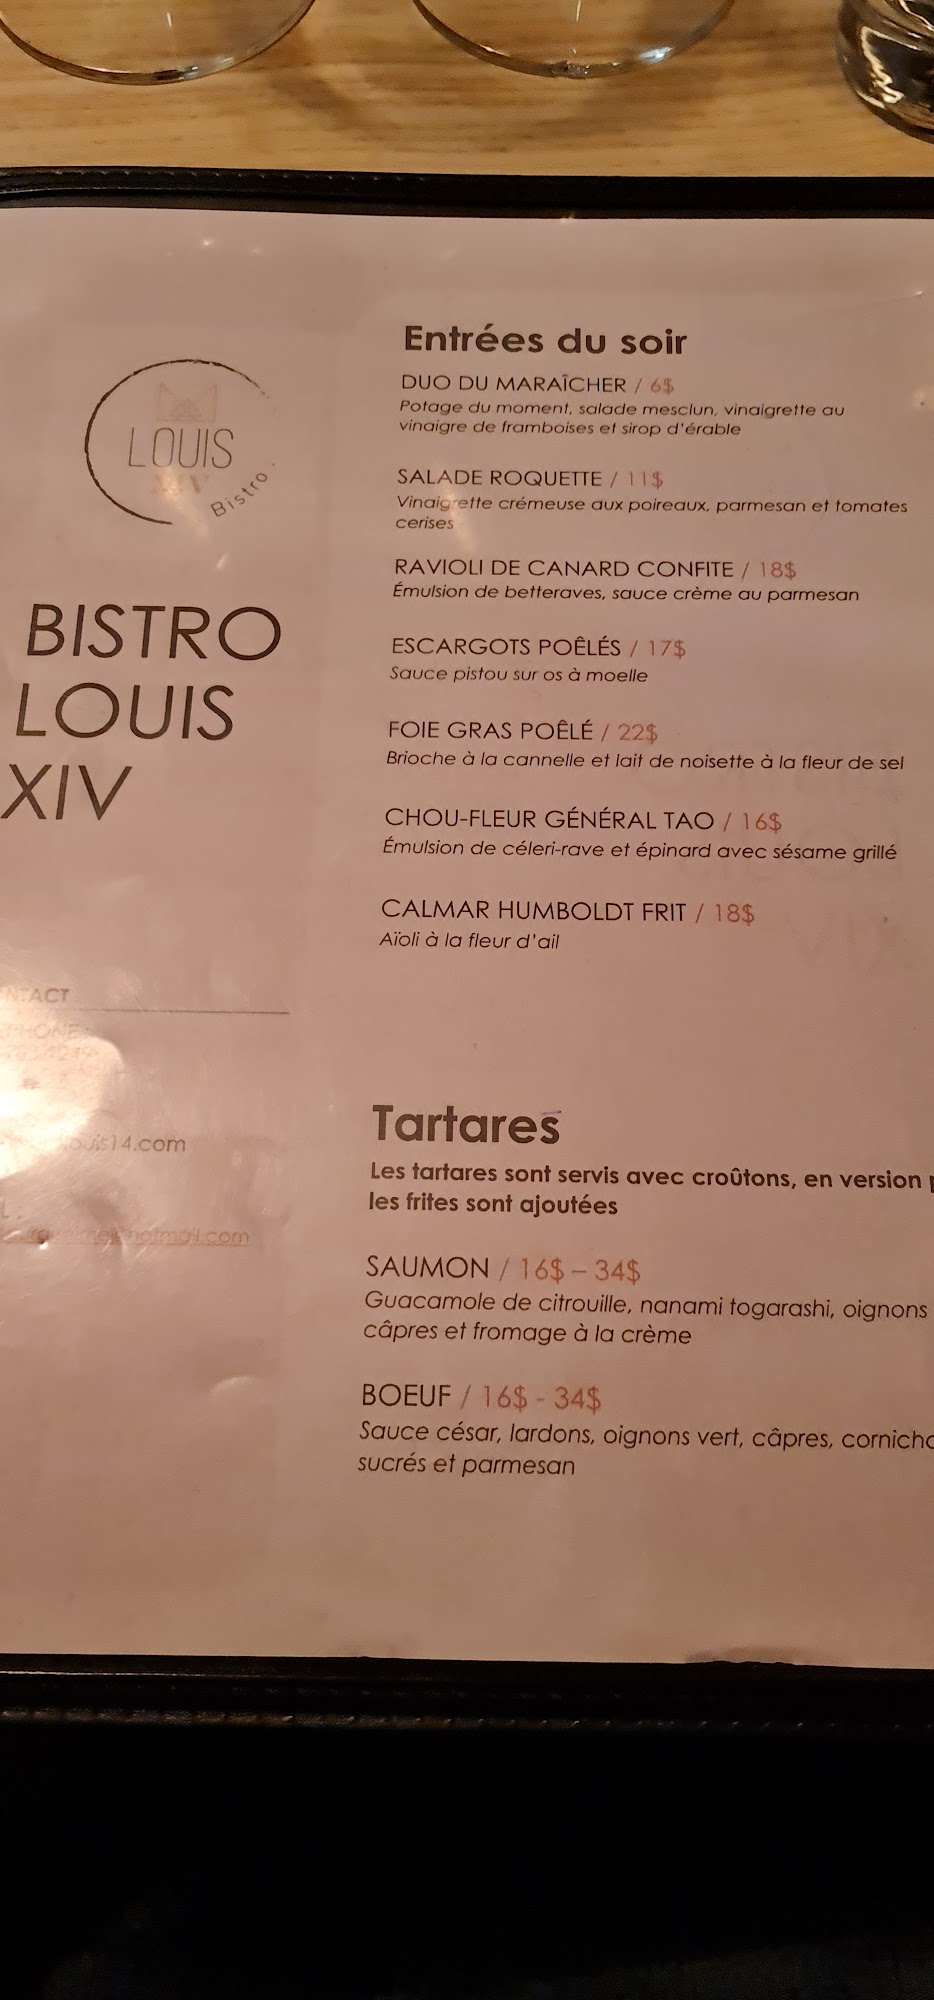 LOUIS
XIV
Bistro
BISTRO
LOUIS
XIV
Entrées du soir
DUO DU MARAÎCHER / 6$
Potage du moment, salade mesclun, vinaigrette au
vinaigre de framboises et sirop d'érable
SALADE ROQUETTE / 11$
Vinaigrette crémeuse aux poireaux, parmesan et tomates
cerises
RAVIOLI DE CANARD CONFITE / 18$
Émulsion de betteraves, sauce crème au parmesan
ESCARGOTS POÊLÉS / 17$
Sauce pistou sur os à moelle
FOIE GRAS POÊLÉ / 22$
Brioche à la cannelle et lait de noisette à la fleur de sel
CHOU-FLEUR GÉNÉRAL TAO / 16$
Émulsion de céleri-rave et épinard avec sésame grillé
CALMAR HUMBOLDT FRIT / 18$
Aïoli à la fleur d'ail
Tartares
Les tartares sont servis avec croûtons, en version
les frites sont ajoutées
SAUMON / 16$ – 34$
Guacamole de citrouille, nanami togarashi, oignons
câpres et fromage à la crème
BOEUF / 16$ - 34$
Sauce césar, lardons, oignons vert, câpres, cornicho
sucrés et parmesan